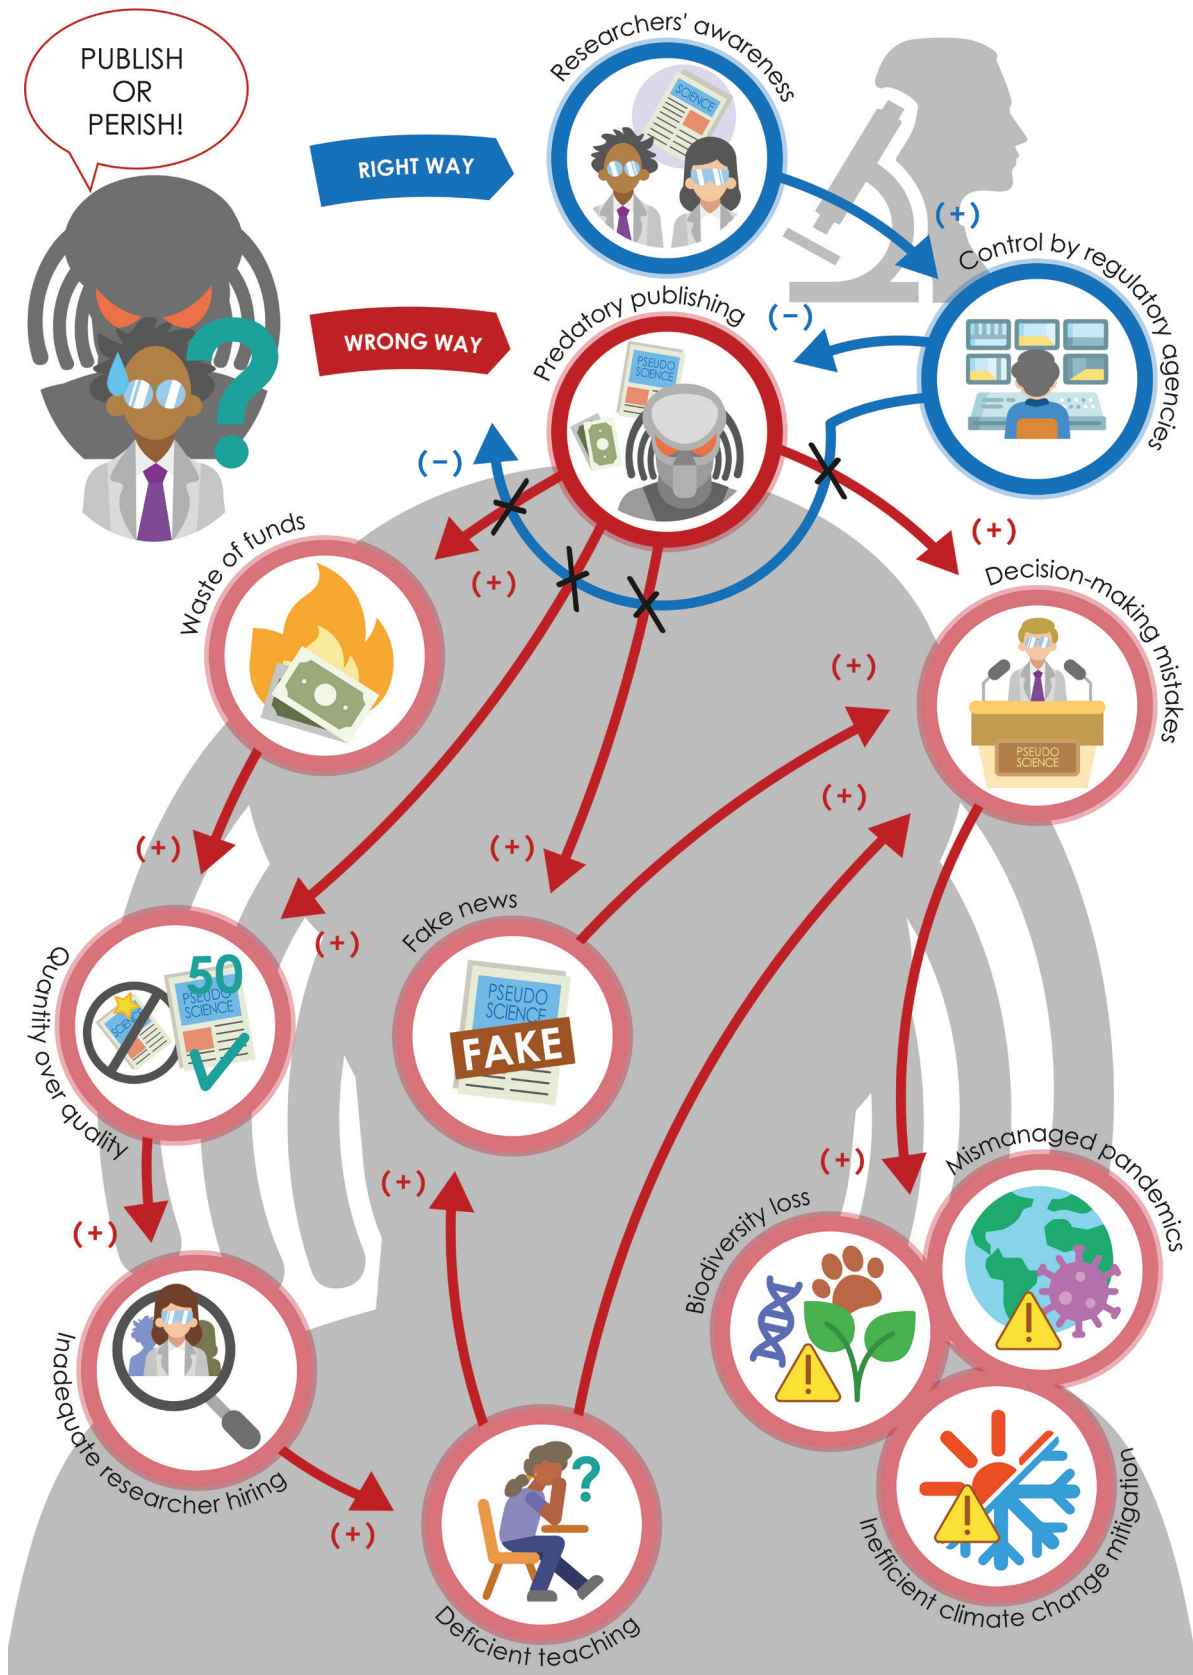 PUBLISH
OR
PERISH!
Researchers' awareness
SCIENCE
RIGHT WAY
(+)
Control by regulatory agencies
WRONG WAY
Predatory publishing
(-)
PSEUDO
SCIENCE
(-)
(+)
Waste of funds
(+)
Decision-making mistakes
PSEUDO
SCIENCE
(+)
(+)
(+)
(+)
(+)
Quantity over quality
SCIENCE
50
PSEUDO
SCIENCE
Fake news
PSEUDO
SCIENCE
FAKE
(+)
(+)
(+)
Mismanaged pandemics
Biodiversity loss
Inadequate researcher hiring
(+)
?
Deficient teaching
Inefficient climate change mitigation